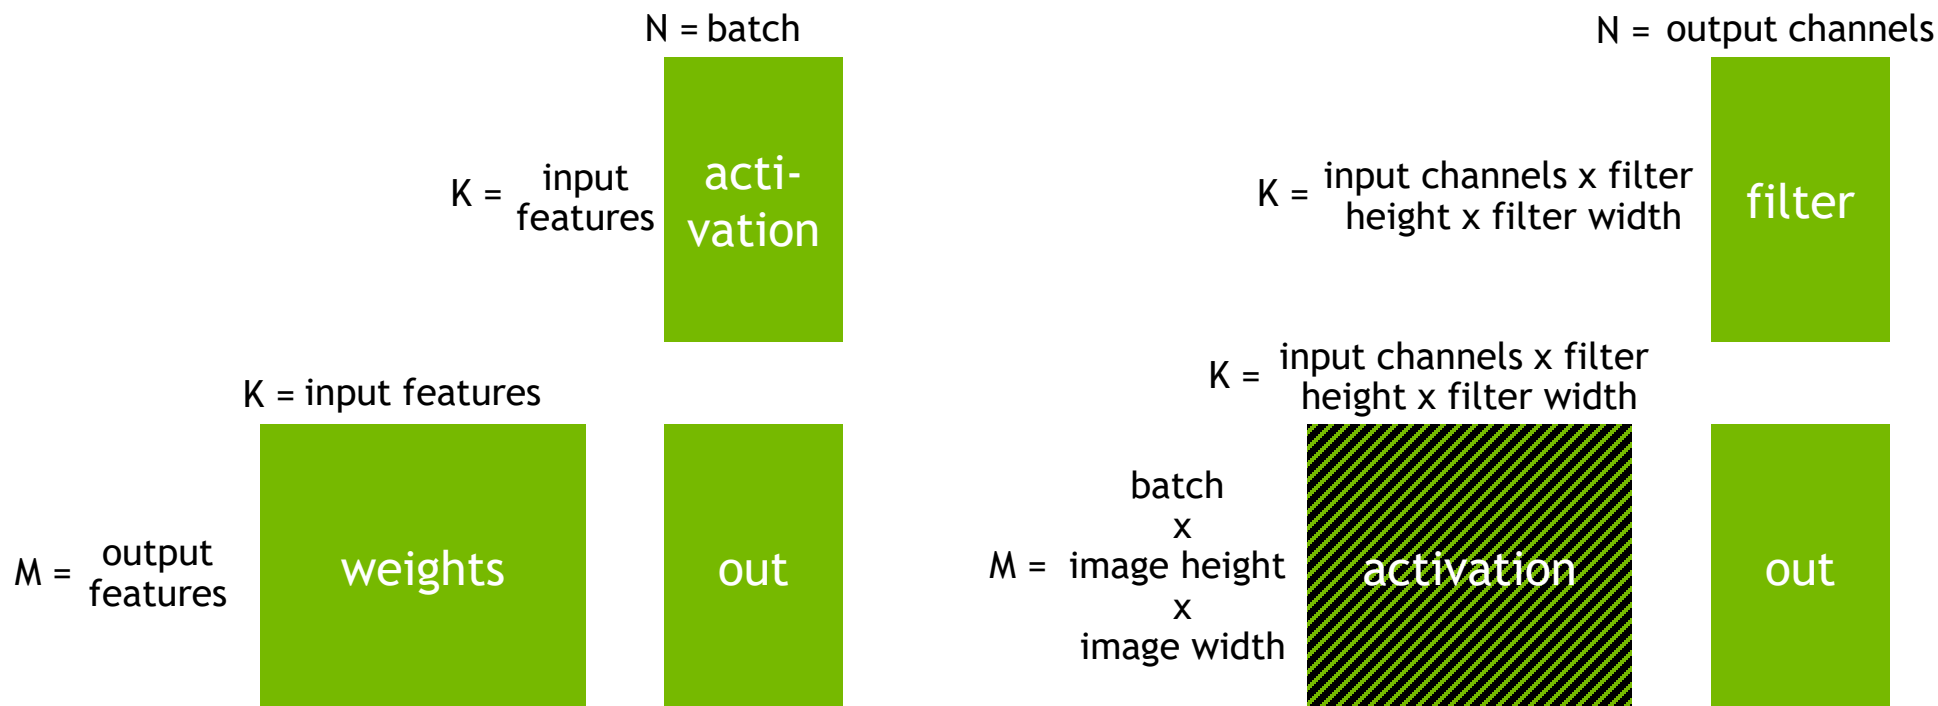 N = batch
K = input
features
acti-
vation
K = input features
M = output
features
weights
out
N = output channels
K = input channels x filter
height x filter width
filter
K = input channels x filter
height x filter width
batch
x
M = image height
x
image width
activation
out